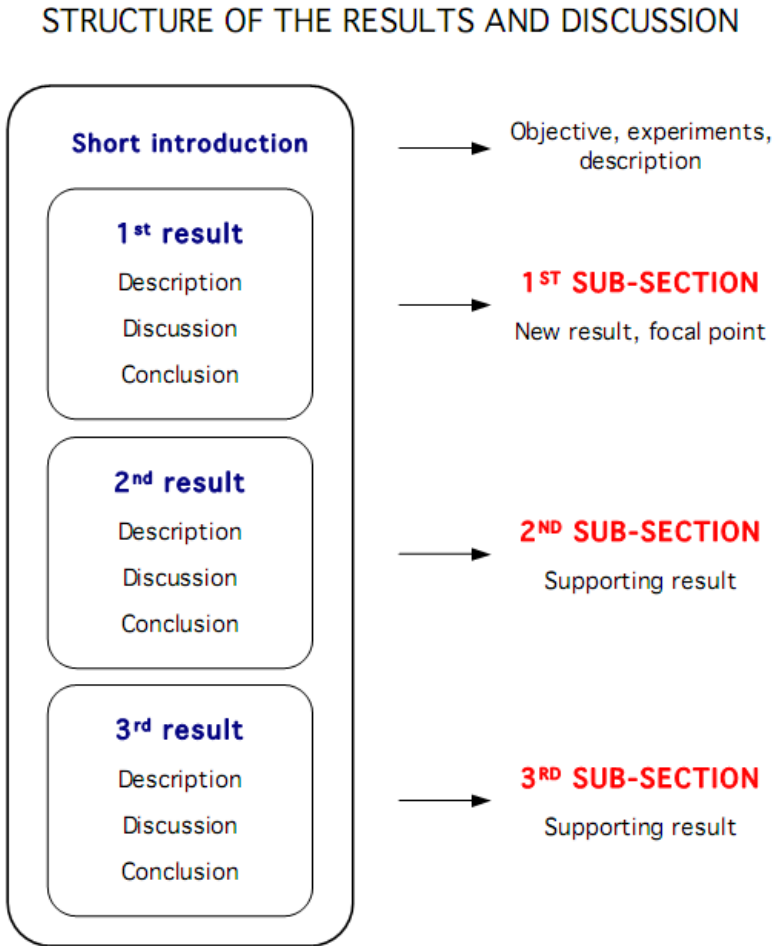 STRUCTURE OF THE RESULTS AND DISCUSSION
Short introduction
Objective, experiments,
description
1st result
Description
Discussion
Conclusion
1ST SUB-SECTION
New result, focal point
2nd result
Description
Discussion
Conclusion
2ND SUB-SECTION
Supporting result
3rd result
Description
Discussion
Conclusion
3RD SUB-SECTION
Supporting result